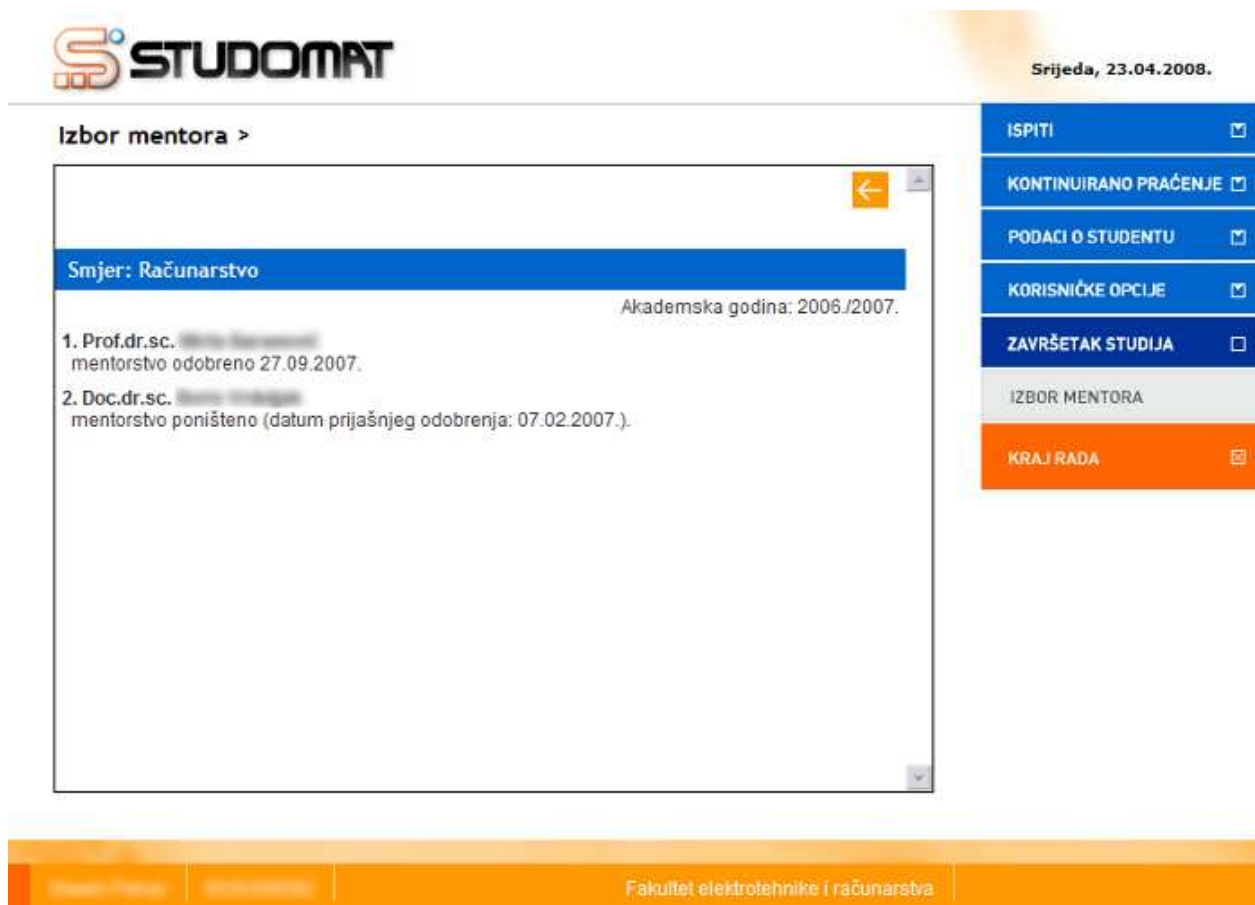 STUDOMAT
Srijeda, 23.04.2008.
Izbor mentora >
Smjer: Računarstvo
Akademska godina: 2006./2007.
1. Prof.dr.sc.
mentorstvo odobreno 27.09.2007.
2. Doc.dr.sc.
mentorstvo poništeno (datum prijašnjeg odobrenja: 07.02.2007.).
ISPITI
KONTINUIRANO PRAĆENJE
PODACI O STUDENTU
KORISNIČKE OPCIJE
ZAVRŠETAK STUDIJA
IZBOR MENTORA
KRAJ RADA
Fakultet elektrotehnike i računarstva